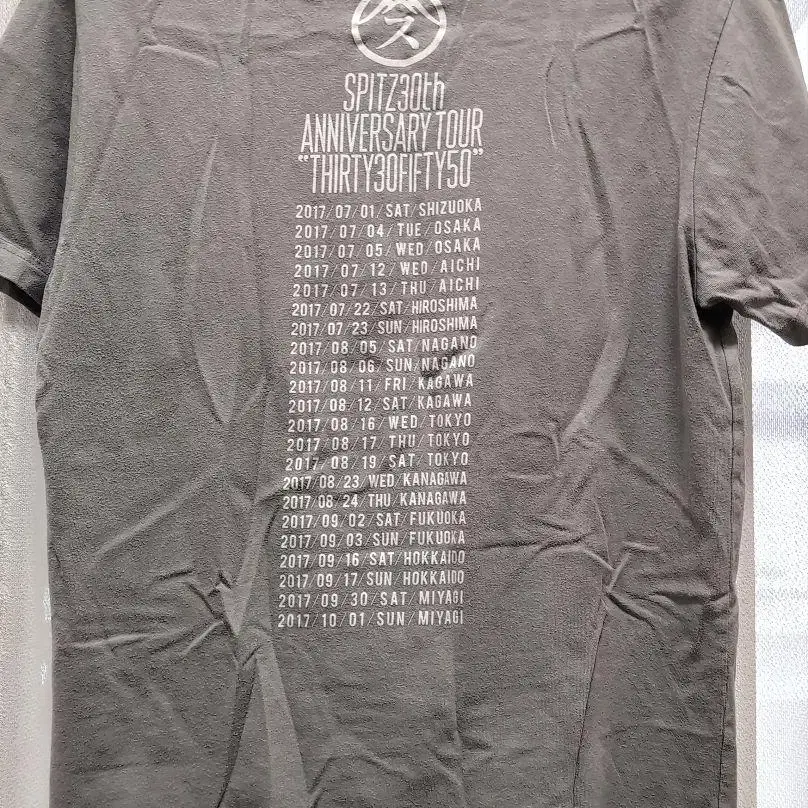 ス
SPITZ30th
ANNIVERSARY TOUR
"THIRTY30FIFTY50"
2017/07/01/SAT/SHIZUOKA
2017/07/04/TUE/OSAKA
2017/07/05/WED/OSAKA
2017/07/12/WED/AICHI
2017/07/13/THU/AICHI
2017/07/22/SAT/HIROSHIMA
2017/07/23/SUN/HIROSHIMA
2017/08/05/SAT/NAGANO
2017/08/06/SUN/NAGANO
2017/08/11/FRI/KAGAWA
2017/08/12/SAT/KAGAWA
2017/08/16/WED/TOKYO
2017/08/17/THU/TOKYO
2017/08/19/SAT/TOKYO
2017/08/23/WED/KANAGAWA
2017/08/24/THU/KANAGAWA
2017/09/02/SAT/FUKUOKA
2017/09/03/SUN/FUKUOKA
2017/09/16/SAT/HOKKAIDO
2017/09/17/SUN/HOKKAIDO
2017/09/30/SAT/MIYAGI
2017/10/01/SUN/MIYAGI